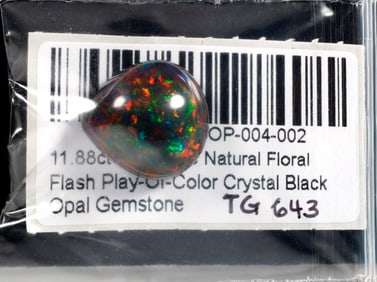 OP-004-002
11.88ct Natural Floral
Flash Play-Of-Color Crystal Black
Opal Gemstone TG 643